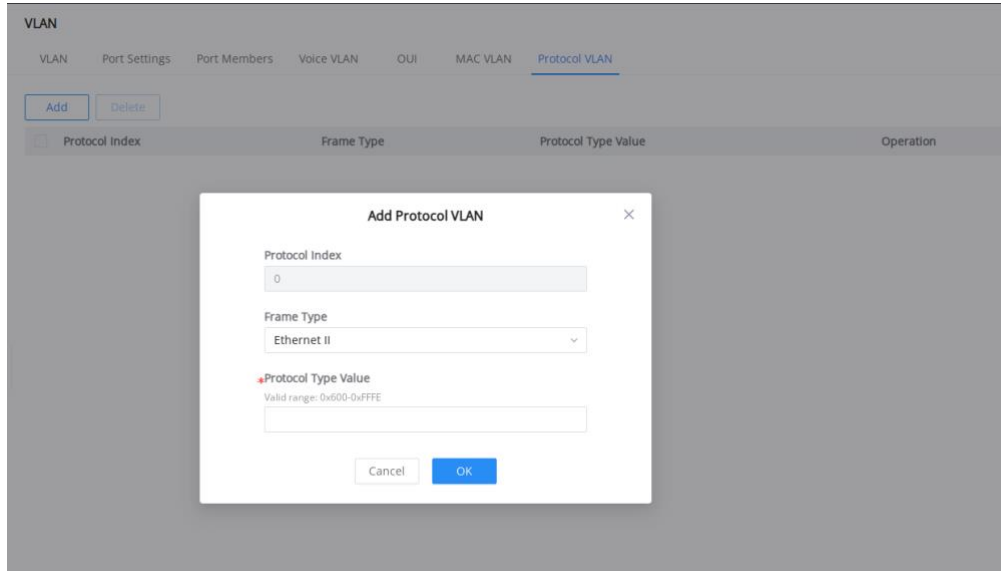 VLAN
VLAN Port Settings Port Members Voice VLAN OUI MAC VLAN Protocol VLAN
Add Delete
Protocol Index Frame Type Protocol Type Value Operation
Add Protocol VLAN
Protocol Index
0
Frame Type
Ethernet II
*Protocol Type Value
Valid range: 0x600-0xFFFE
Cancel OK